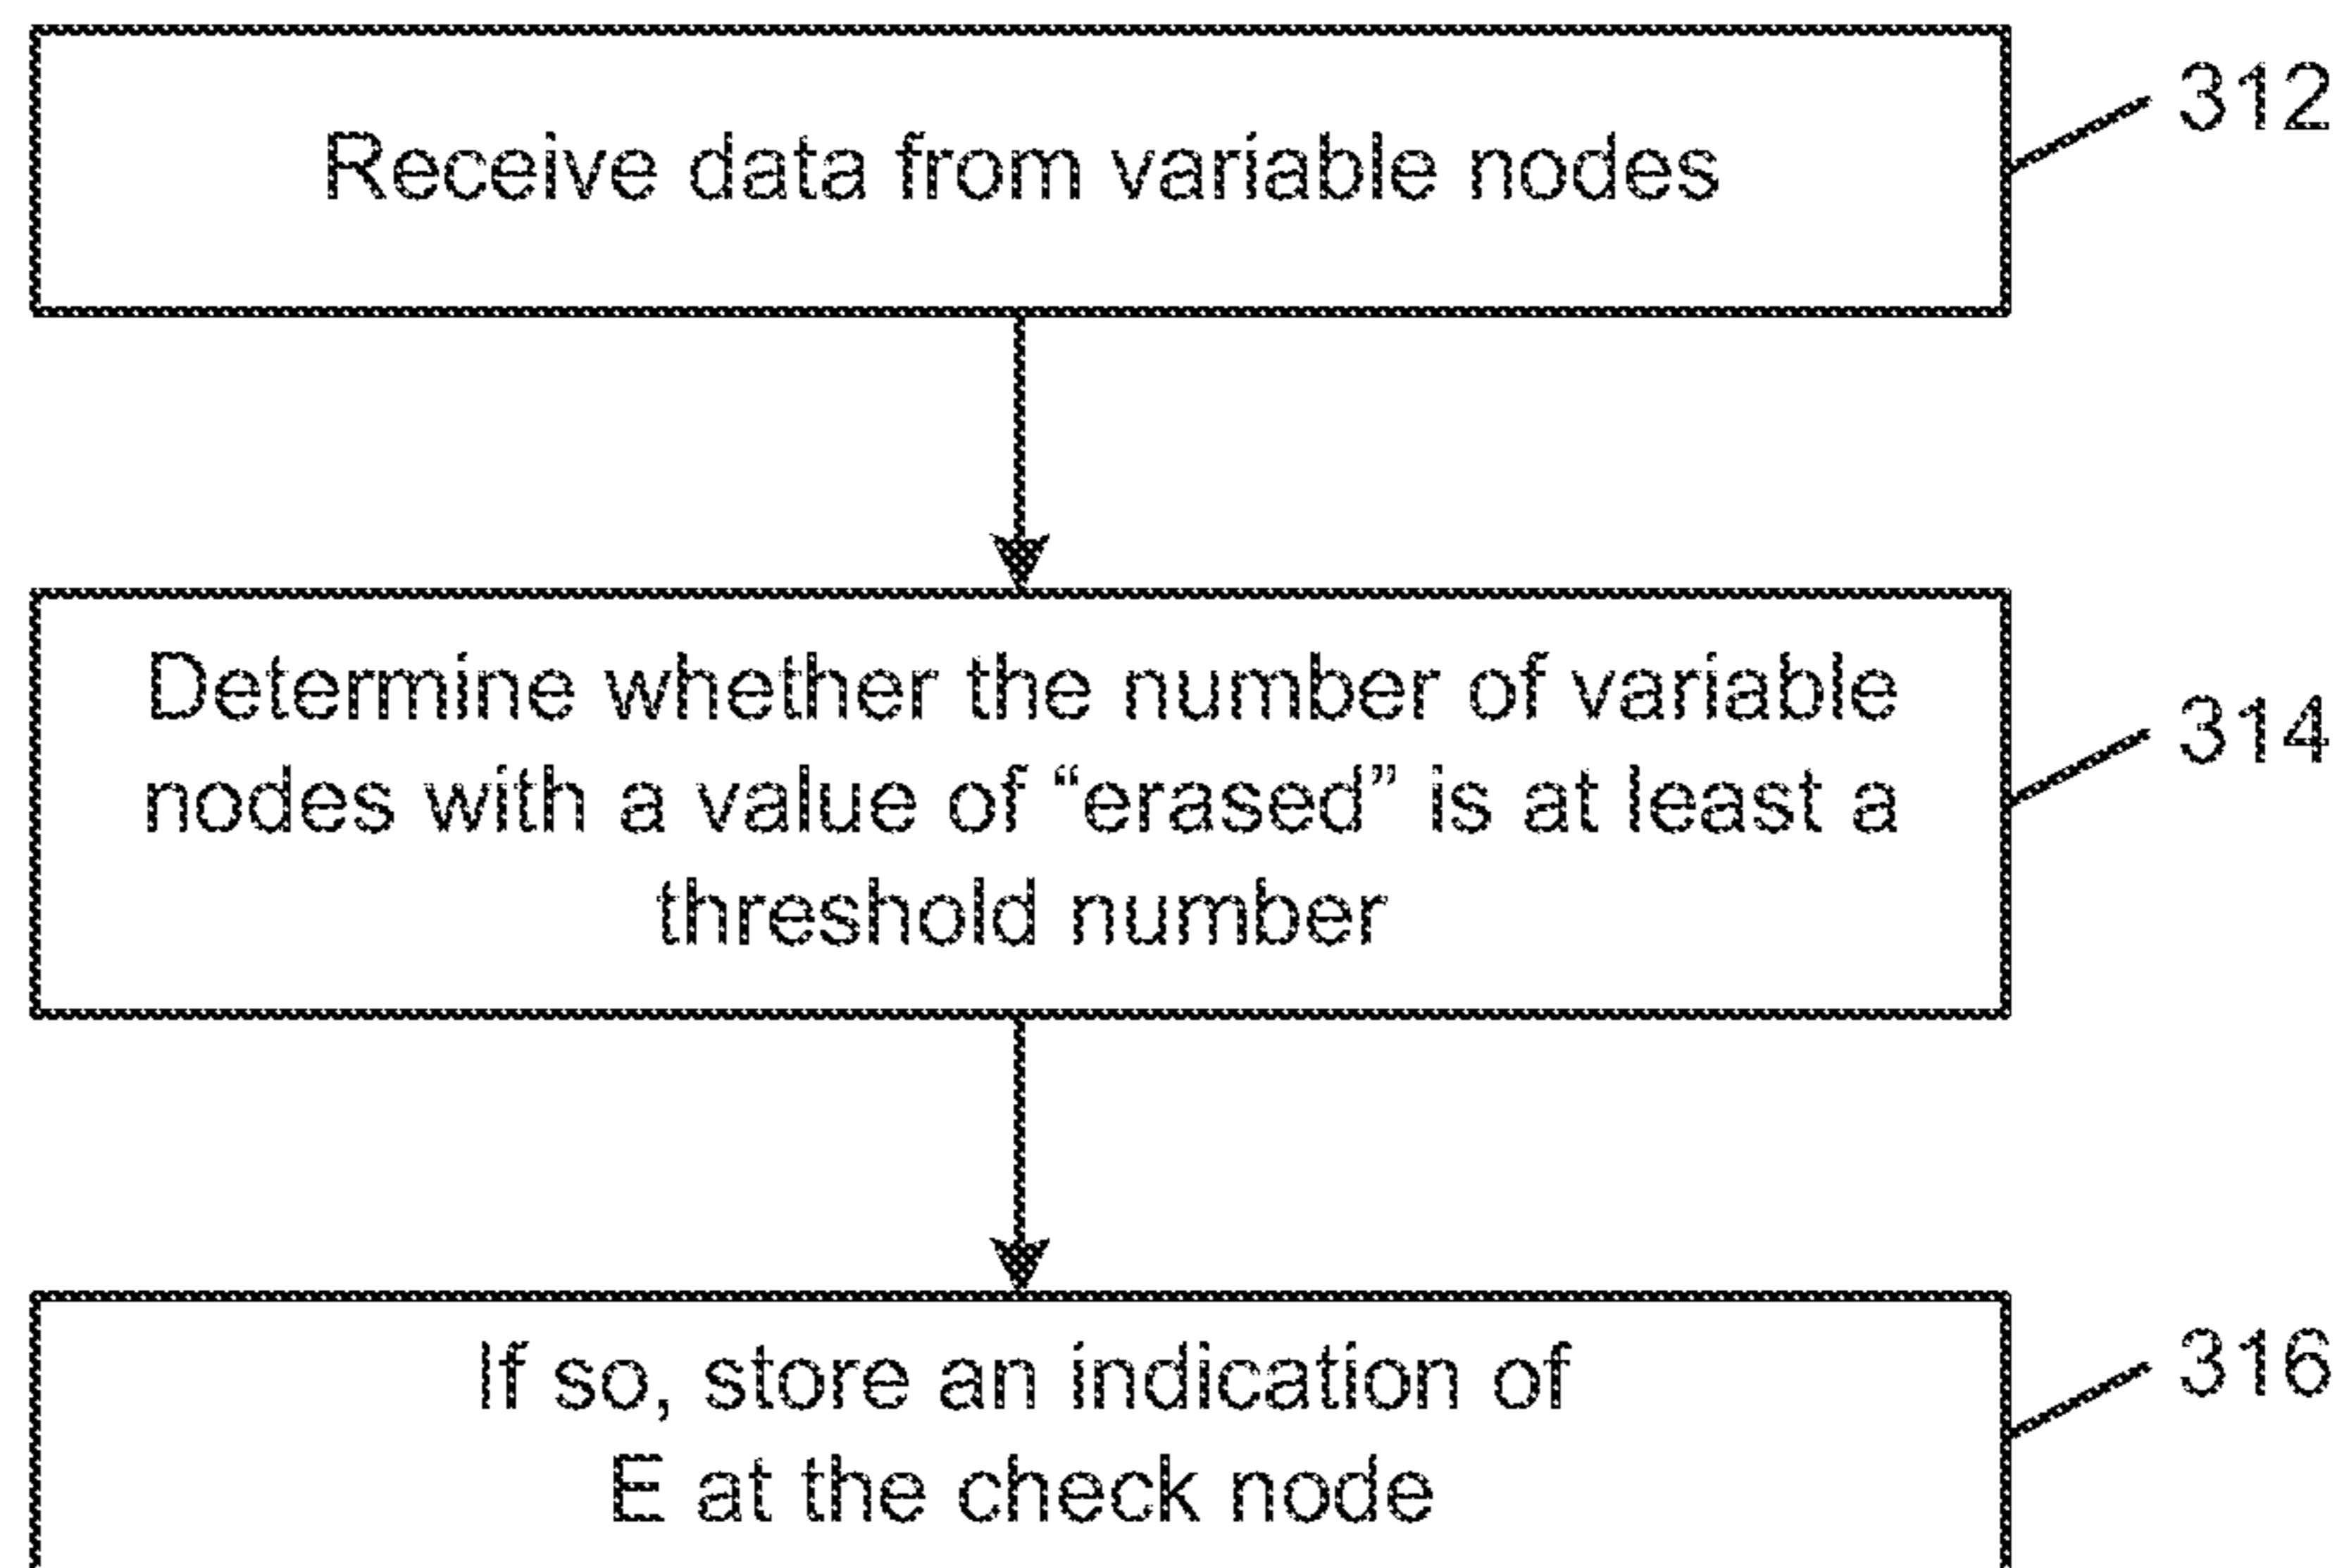 Receive data from variable nodes
312
Determine whether the number of variable
nodes with a value of “erased” is at least a
threshold number
314
If so, store an indication of
E at the check node
316